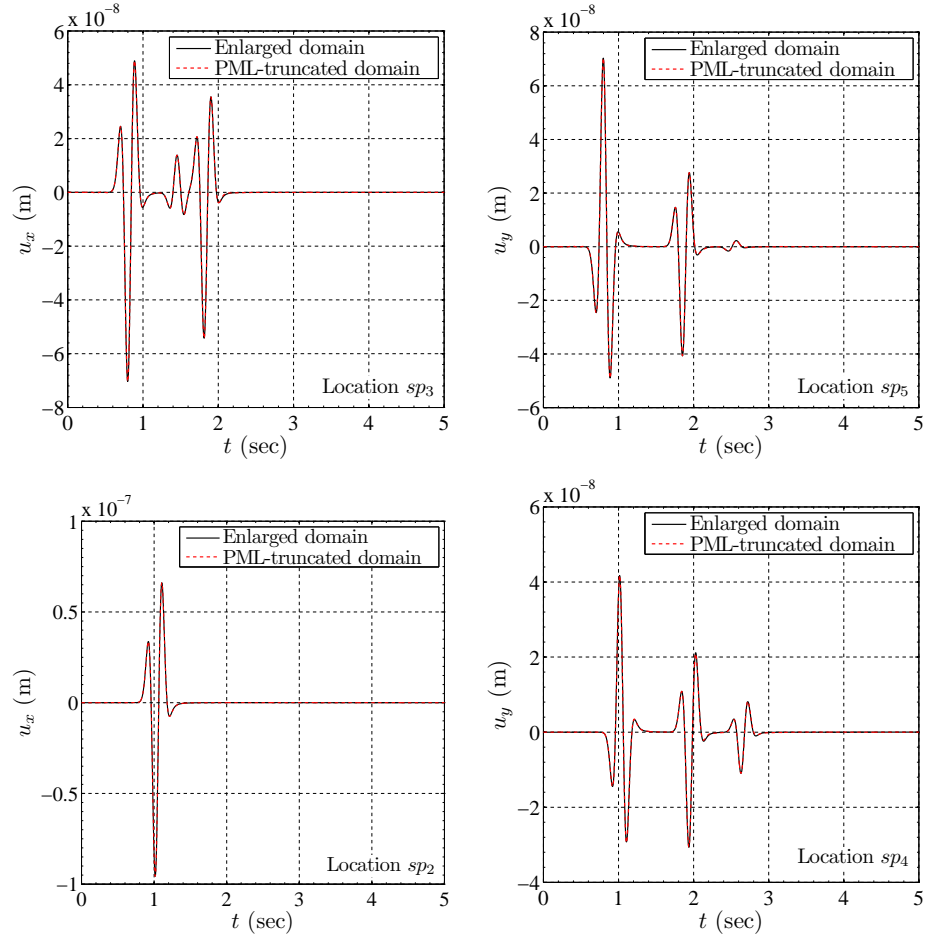 x 10⁻⁸
6
4
2
0
−2
−4
−6
−8
0 1 2 3 4 5
u_x (m)
t (sec)
Enlarged domain
PML-truncated domain
Location sp₃
x 10⁻⁸
8
6
4
2
0
−2
−4
−6
0 1 2 3 4 5
u_y (m)
t (sec)
Enlarged domain
PML-truncated domain
Location sp₅
x 10⁻⁷
1
0.5
0
−0.5
−1
0 1 2 3 4 5
u_x (m)
t (sec)
Enlarged domain
PML-truncated domain
Location sp₂
x 10⁻⁸
6
4
2
0
−2
−4
0 1 2 3 4 5
u_y (m)
t (sec)
Enlarged domain
PML-truncated domain
Location sp₄